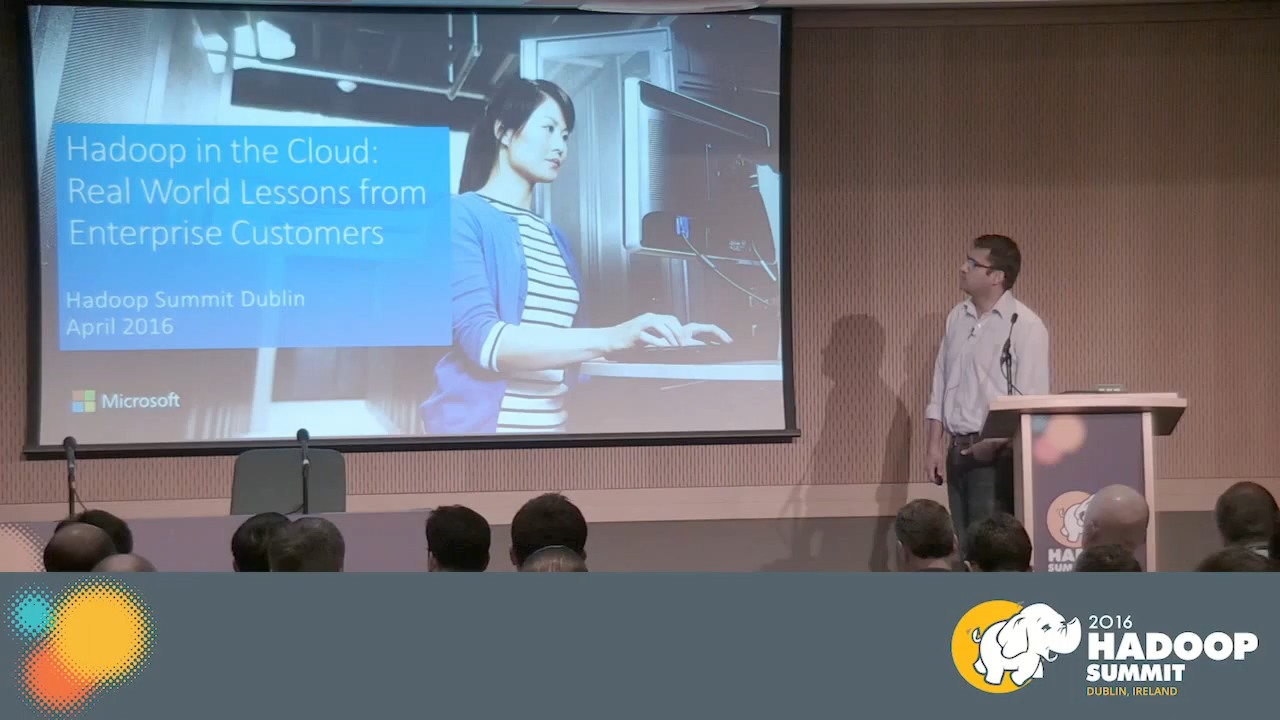 Hadoop in the Cloud:
Real World Lessons from
Enterprise Customers
Hadoop Summit Dublin
April 2016
Microsoft
2016
HADOOP
SUMMIT
DUBLIN, IRELAND